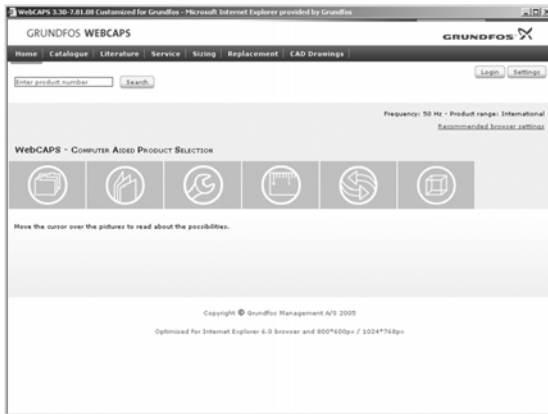 WebCAPS 3.30-7.81.08 Customized for Grundfos - Microsoft Internet Explorer provided by Grundfos
GRUNDFOS WEBCAPS
GRUNDFOS
Home Catalogue Literature Service Sizing Replacement CAD Drawings
Login Settings
Enter product number Search
Frequency: 50 Hz - Product range: International
Recommended browser settings
WebCAPS - Computer Aided Product Selection
Move the cursor over the pictures to read about the possibilities.
Copyright © Grundfos Management A/S 2005
Optimized for Internet Explorer 6.0 browser and 800*600px / 1024*768px